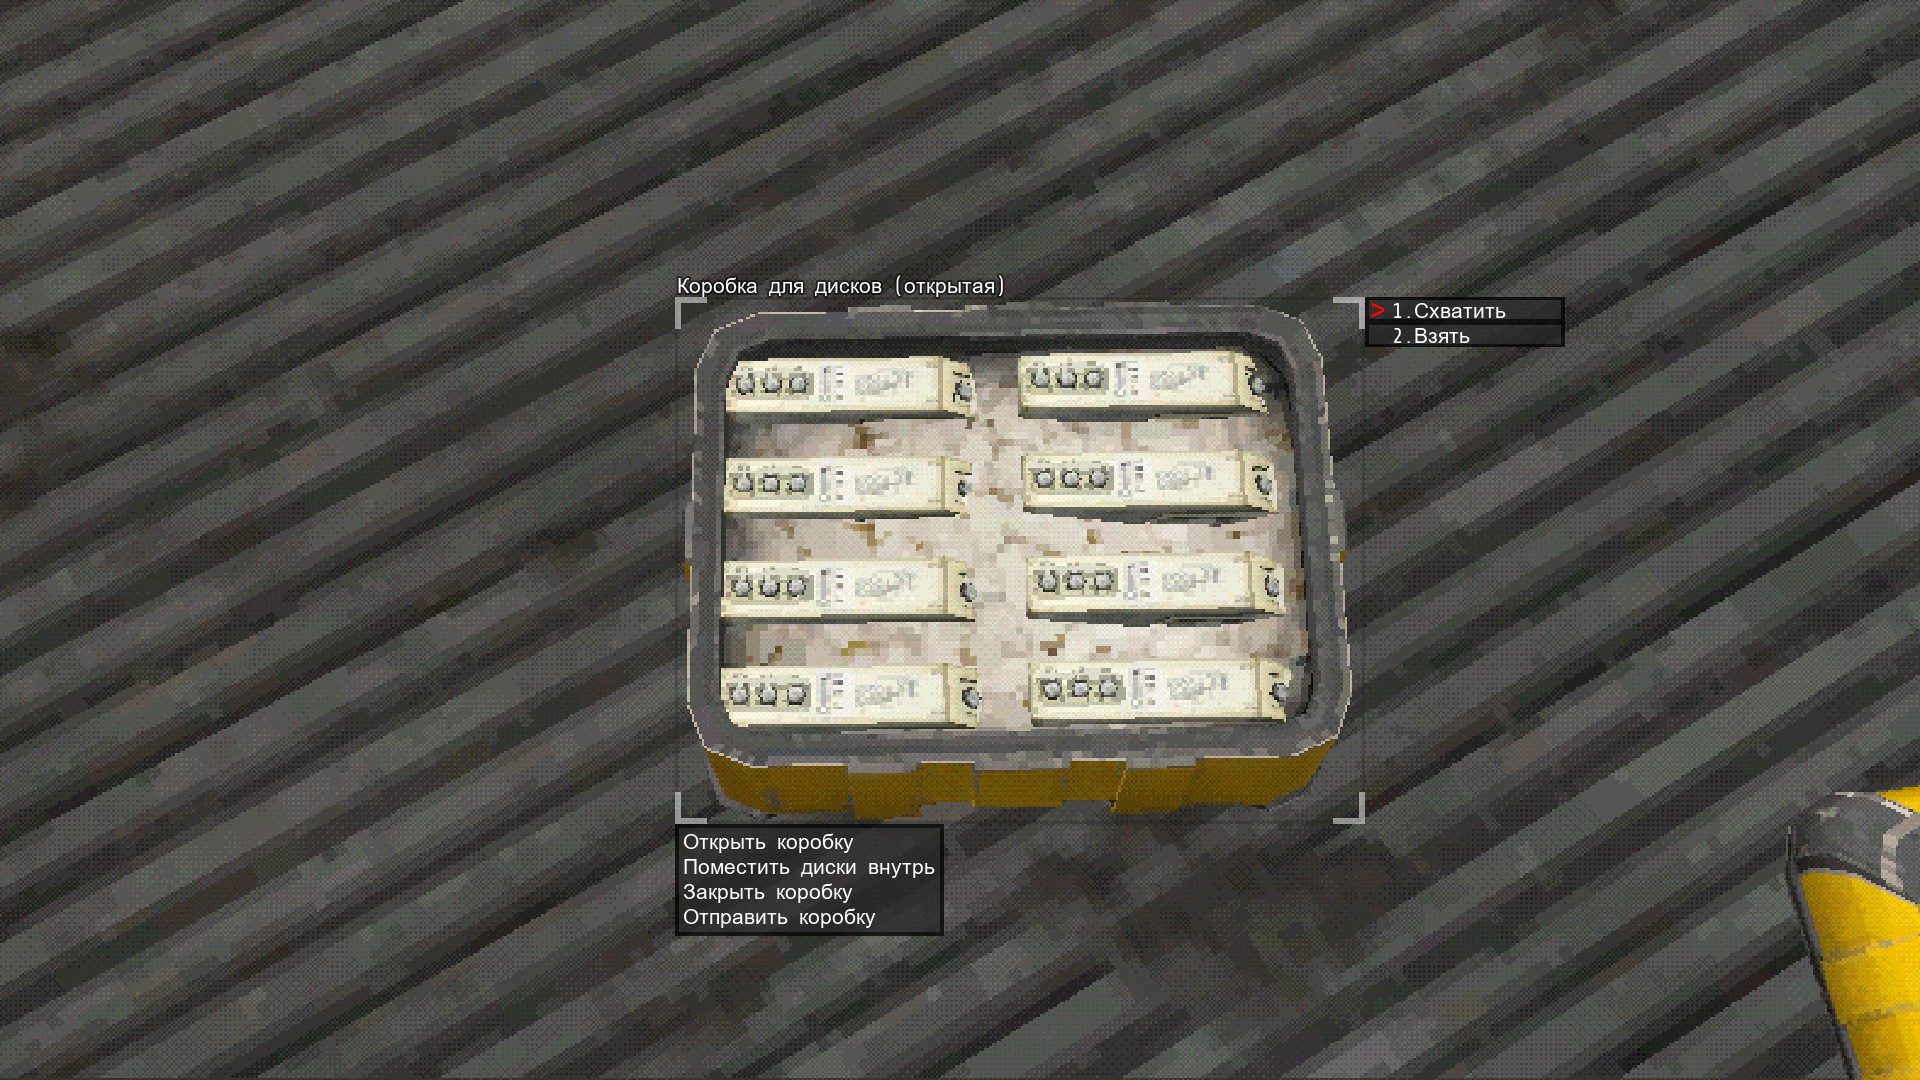 Коробка для дисков (открытая)
> 1.Схватить
2.Взять
Открыть коробку
Поместить диски внутрь
Закрыть коробку
Отправить коробку